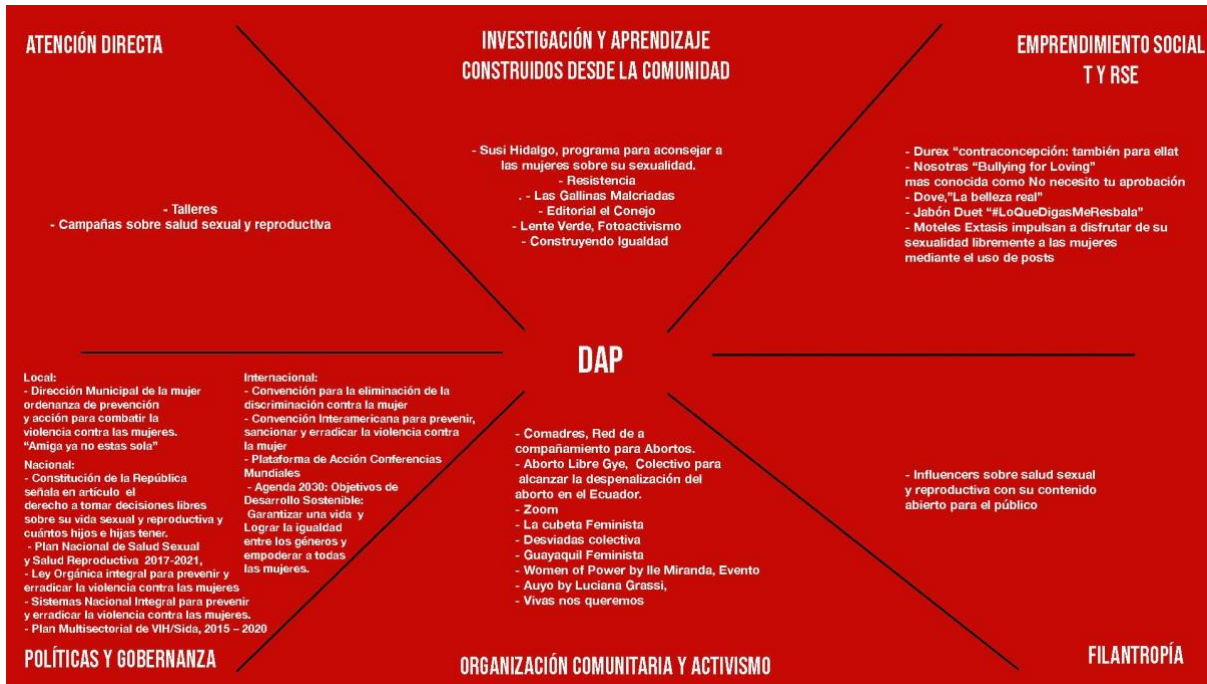 ATENCIÓN DIRECTA
- Talleres
- Campañas sobre salud sexual y reproductiva
INVESTIGACIÓN Y APRENDIZAJE
CONSTRUIDOS DESDE LA COMUNIDAD
- Susi Hidalgo, programa para aconsejar a
las mujeres sobre su sexualidad.
- Resistencia
. - Las Gallinas Malcriadas
- Editorial el Conejo
- Lente Verde, Fotoactivismo
- Construyendo Igualdad
EMPRENDIMIENTO SOCIAL
T Y RSE
- Durex “contraconcepción: también para ellat
- Nosotras “Bullying for Loving”
mas conocida como No necesito tu aprobación
- Dove,”La belleza real”
- Jabón Duet “#LoQueDigasMeResbala”
- Moteles Extasis impulsan a disfrutar de su
sexualidad libremente a las mujeres
mediante el uso de posts
DAP
Local:
- Dirección Municipal de la mujer
ordenanza de prevención
y acción para combatir la
violencia contra las mujeres.
“Amiga ya no estas sola”
Nacional:
- Constitución de la República
señala en artículo el
derecho a tomar decisiones libres
sobre su vida sexual y reproductiva y
cuántos hijos e hijas tener.
- Plan Nacional de Salud Sexual
y Salud Reproductiva 2017-2021,
- Ley Orgánica integral para prevenir y
erradicar la violencia contra las mujeres
- Sistemas Nacional Integral para prevenir
y erradicar la violencia contra las mujeres.
- Plan Multisectorial de VIH/Sida, 2015 – 2020
Internacional:
- Convención para la eliminación de la
discriminación contra la mujer
- Convención Interamericana para prevenir,
sancionar y erradicar la violencia contra
la mujer
- Plataforma de Acción Conferencias
Mundiales
- Agenda 2030: Objetivos de
Desarrollo Sostenible:
Garantizar una vida y
Lograr la igualdad
entre los géneros y
empoderar a todas
las mujeres.
POLÍTICAS Y GOBERNANZA
- Comadres, Red de a
compañamiento para Abortos.
- Aborto Libre Gye, Colectivo para
alcanzar la despenalización del
aborto en el Ecuador.
- Zoom
- La cubeta Feminista
- Desviadas colectiva
- Guayaquil Feminista
- Women of Power by Ile Miranda, Evento
- Auyo by Luciana Grassi,
- Vivas nos queremos
ORGANIZACIÓN COMUNITARIA Y ACTIVISMO
- Influencers sobre salud sexual
y reproductiva con su contenido
abierto para el público
FILANTROPÍA